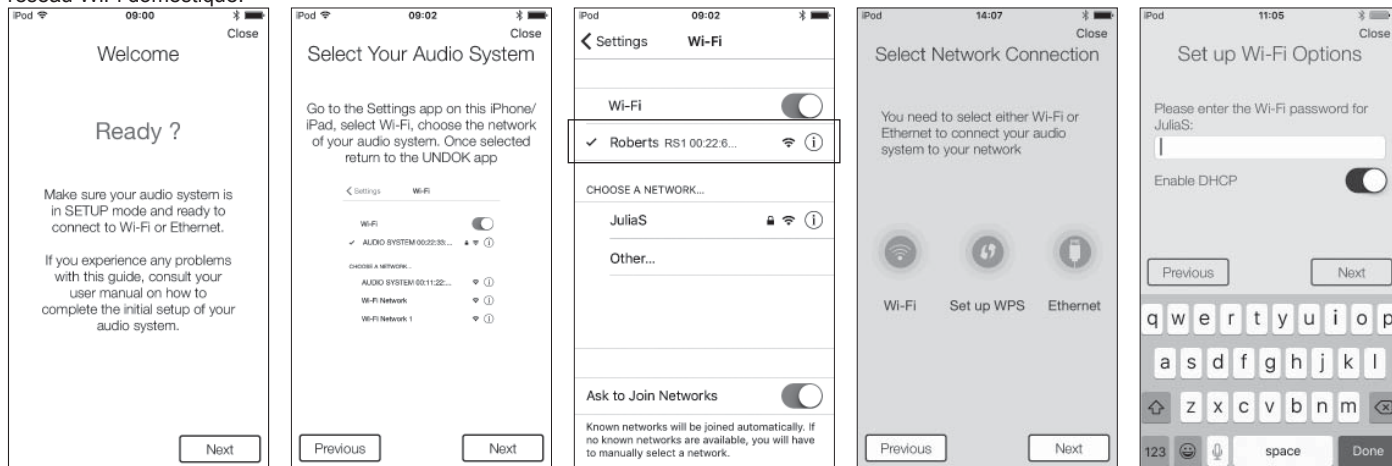 réseau Wi-Fi domestique.
iPod 09:00
Close
Welcome
Ready ?
Make sure your audio system is
in SETUP mode and ready to
connect to Wi-Fi or Ethernet.
If you experience any problems
with this guide, consult your
user manual on how to
complete the initial setup of your
audio system.
Next
iPod 09:02
Close
Select Your Audio System
Go to the Settings app on this iPhone/
iPad, select Wi-Fi, choose the network
of your audio system. Once selected
return to the UNDOK app
Settings Wi-Fi
Wi-Fi
AUDIO SYSTEM 00:22:33:...
CHOOSE A NETWORK...
AUDIO SYSTEM 00:11:22:...
Wi-Fi Network
Wi-Fi Network 1
Previous Next
iPod 09:02
Settings Wi-Fi
Wi-Fi
Roberts RS1 00:22:6...
CHOOSE A NETWORK...
JuliaS
Other...
Ask to Join Networks
Known networks will be joined automatically. If
no known networks are available, you will have
to manually select a network.
iPod 14:07
Close
Select Network Connection
You need to select either Wi-Fi or
Ethernet to connect your audio
system to your network
Wi-Fi Set up WPS Ethernet
Previous Next
iPod 11:05
Close
Set up Wi-Fi Options
Please enter the Wi-Fi password for
JuliaS:
Enable DHCP
Previous Next
q w e r t y u i o p
a s d f g h j k l
z x c v b n m
123 space Done